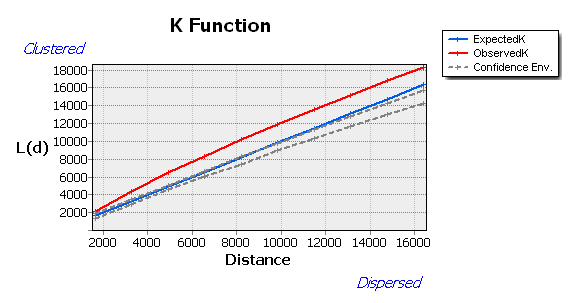 K Function
Clustered
ExpectedK
ObservedK
Confidence Env.
18000
16000
14000
12000
10000
8000
6000
4000
2000
L(d)
2000 4000 6000 8000 10000 12000 14000 16000
Distance
Dispersed